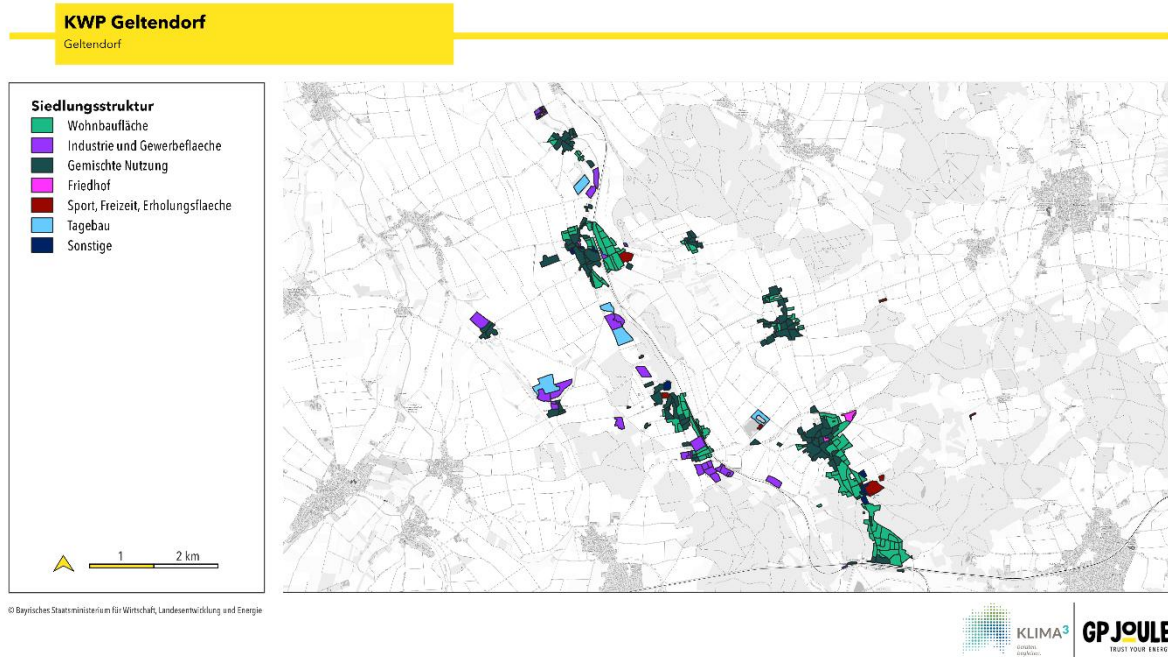 KWP Geltendorf
Geltendorf
Siedlungsstruktur
Wohnbaufläche
Industrie und Gewerbeflaeche
Gemischte Nutzung
Friedhof
Sport, Freizeit, Erholungsflaeche
Tagebau
Sonstige
1 2 km
© Bayrisches Staatsministerium für Wirtschaft, Landesentwicklung und Energie
KLIMA³
GP JOULE
TRUST YOUR ENERG